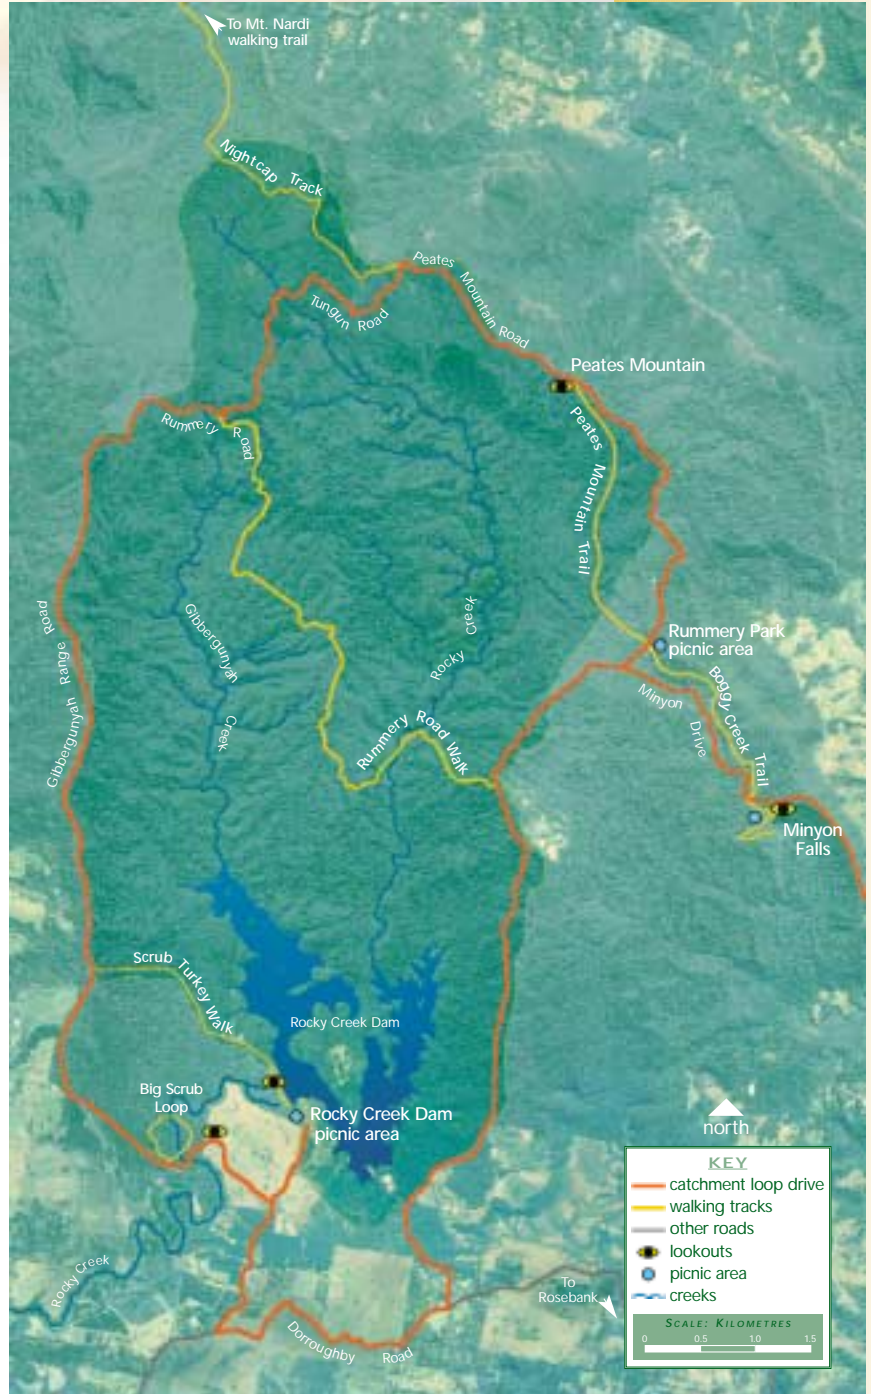 To Mt. Nardi
walking trail
Nightcap Track
Peates Mountain Road
Tungun Road
Peates Mountain
Rummery Road
Peates Mountain Trail
Gibbergunyah Range Road
Gibbergunyah Creek
Rocky Creek
Rummery Park
picnic area
Boggy Creek Trail
Minyon Drive
Rummery Road Walk
Minyon
Falls
Scrub Turkey Walk
Rocky Creek Dam
Big Scrub
Loop
Rocky Creek Dam
picnic area
north
KEY
catchment loop drive
walking tracks
other roads
lookouts
picnic area
creeks
SCALE: KILOMETRES
0 0.5 1.0 1.5
Rocky Creek
To
Rosebank
Dorroughby Road